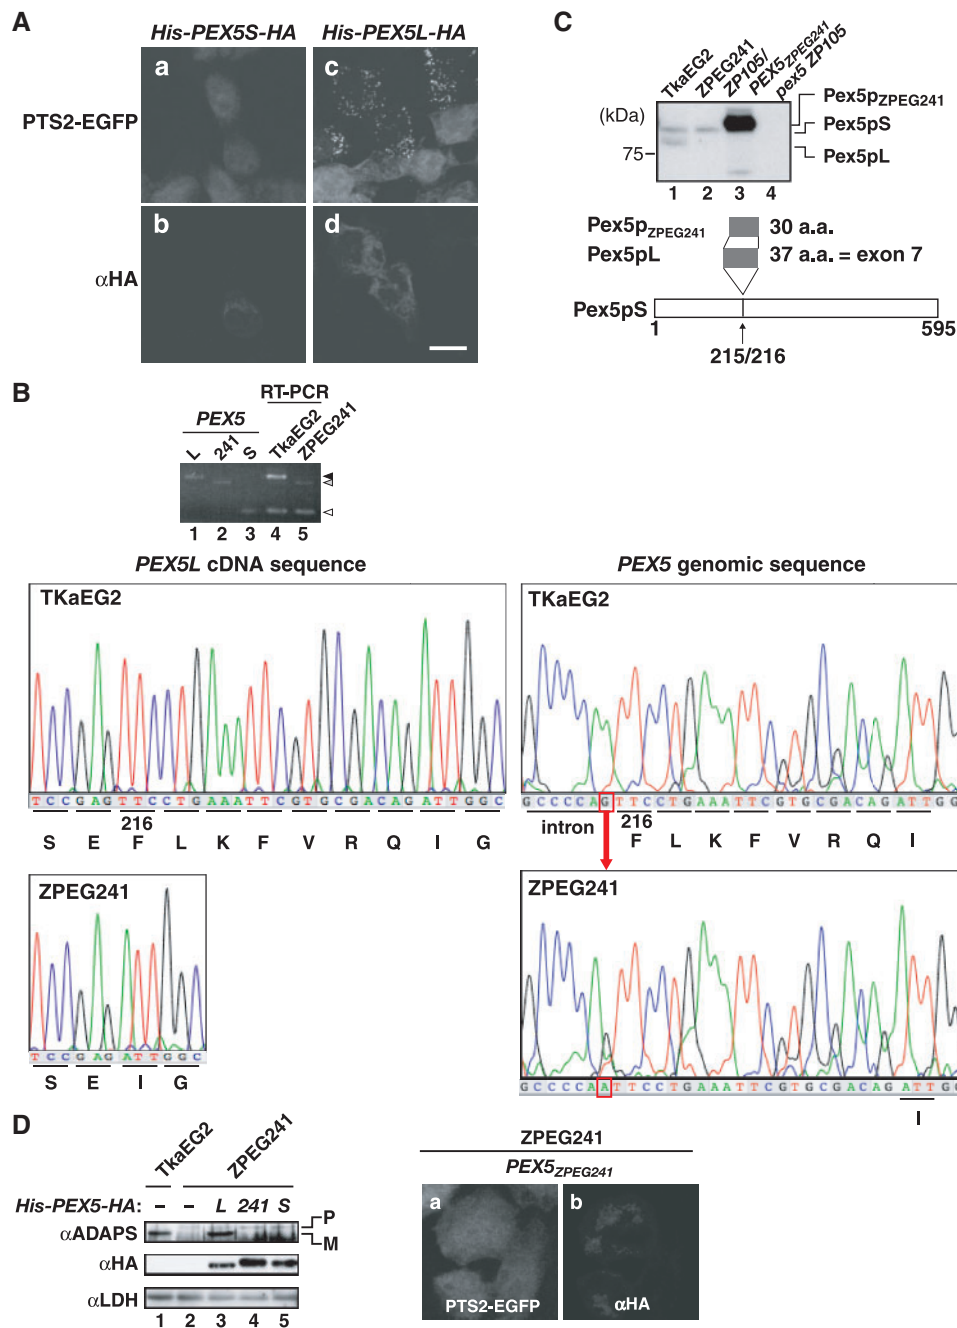 A
His-PEX5S-HA
His-PEX5L-HA
PTS2-EGFP
αHA
a
c
b
d
C
TkaEG2
ZPEG241
ZP105/PEX5ZPEG241
pex5 ZP105
(kDa)
75
Pex5pZPEG241
Pex5pS
Pex5pL
1 2 3 4
Pex5pZPEG241 30 a.a.
Pex5pL 37 a.a. = exon 7
Pex5pS
1 595
215/216
B
RT-PCR
PEX5
L 241 S TkaEG2 ZPEG241
1 2 3 4 5
PEX5L cDNA sequence
TKaEG2
TCCGAGTTCCTGAAATTCGTGCGACAGATTGGC
216
S E F L K F V R Q I G
ZPEG241
TCCGAGATTGGC
S E I G
PEX5 genomic sequence
TKaEG2
GCCCCAGTTCCTGAAATTCGTGCGACAGATTGG
intron 216
F L K F V R Q I
ZPEG241
GCCCCAATTCCTGAAATTCGTGCGACAGATTGG
I
D
TkaEG2
ZPEG241
His-PEX5-HA: – – L 241 S
αADAPS
P
M
αHA
αLDH
1 2 3 4 5
ZPEG241
PEX5ZPEG241
a
b
PTS2-EGFP
αHA